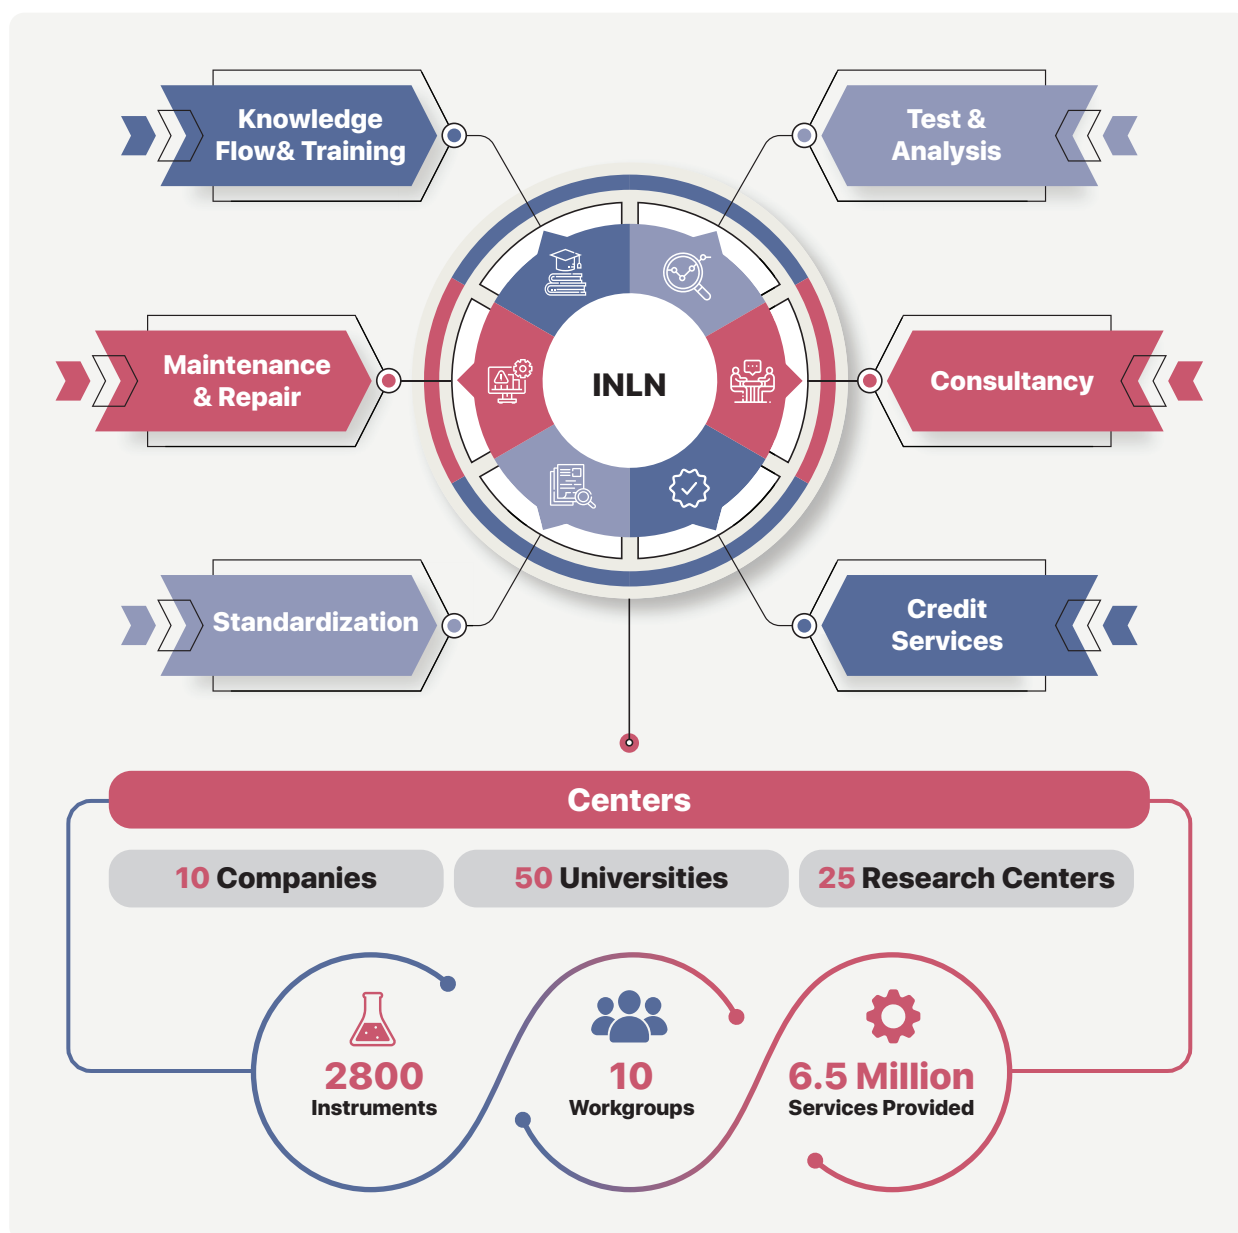 Knowledge
Flow& Training
Test &
Analysis
Maintenance
& Repair
INLN
Consultancy
Standardization
Credit
Services
Centers
10 Companies
50 Universities
25 Research Centers
2800
Instruments
10
Workgroups
6.5 Million
Services Provided